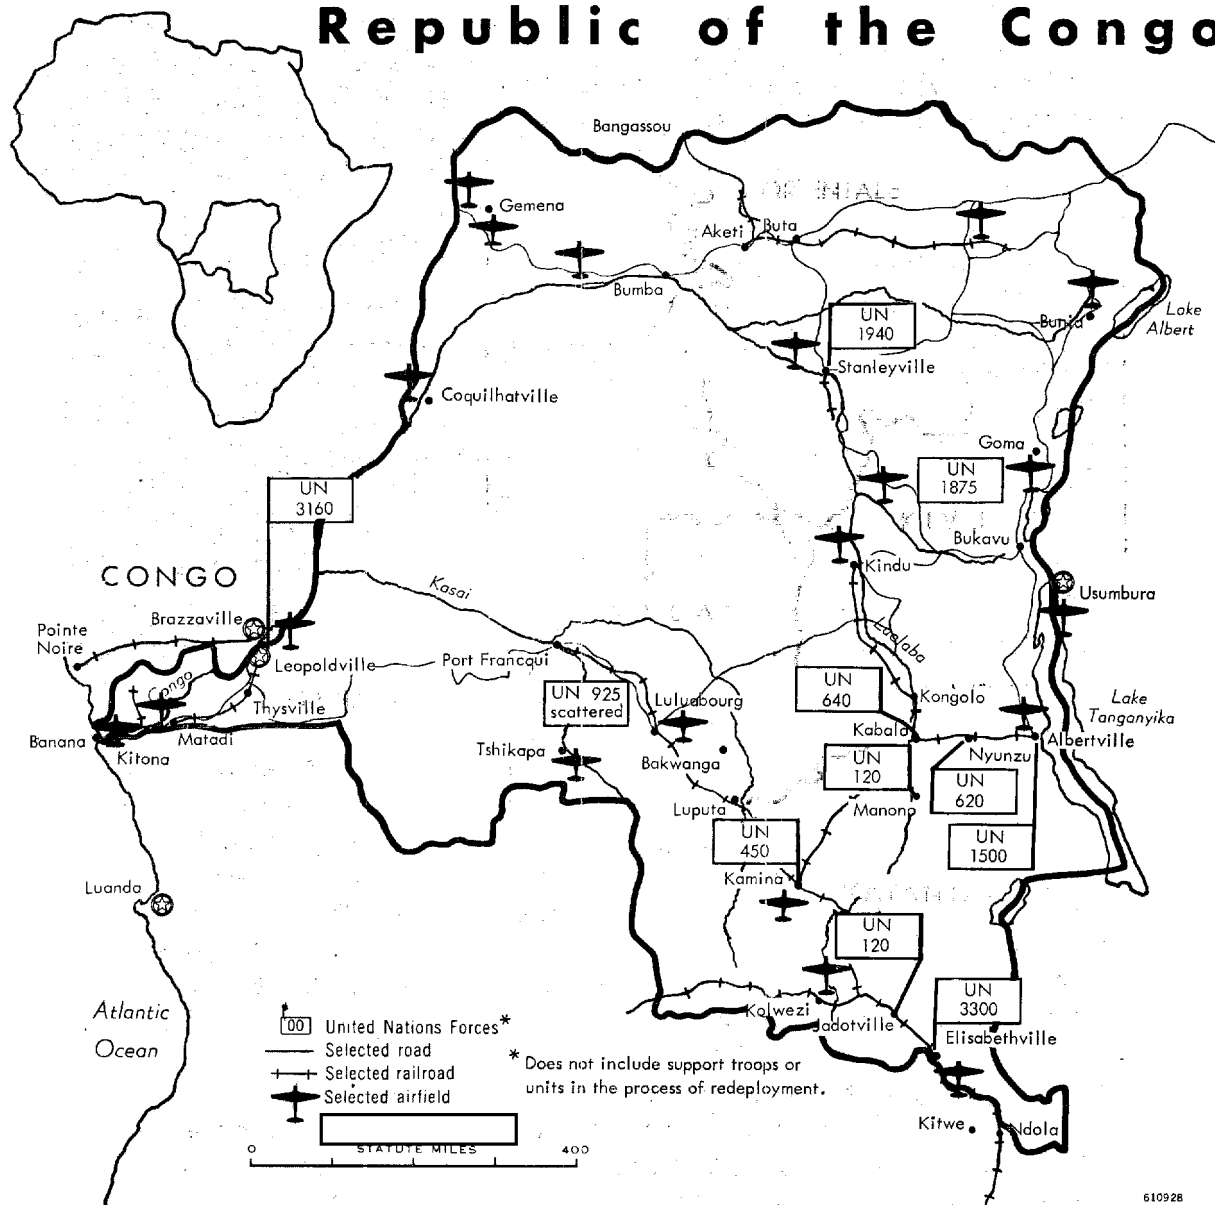 Republic of the Congo
Bangassou
Gemena
Aketi
Buta
Bumba
UN
1940
Bunia
Lake
Albert
Stanleyville
Coquilhatville
Goma
UN
1875
UN
3160
Bukavu
CONGO
Kindu
Kasai
Usumbura
Brazzaville
Pointe
Noire
Lualaba
Leopoldville
Port Francqui
Congo
UN 925
scattered
Luluabourg
UN
640
Kongolo
Lake
Tanganyika
Thysville
Matadi
Banana
Kitona
Kabala
Nyunzu
Albertville
Tshikapa
Bakwanga
UN
120
UN
620
Luputa
Manono
UN
450
UN
1500
Kamina
Luanda
UN
120
UN
3300
Kolwezi
Jadotville
Elisabethville
Atlantic
Ocean
00 United Nations Forces*
Selected road
Selected railroad
Selected airfield
* Does not include support troops or
units in the process of redeployment.
Kitwe
Ndola
0 STATUTE MILES 400
610928